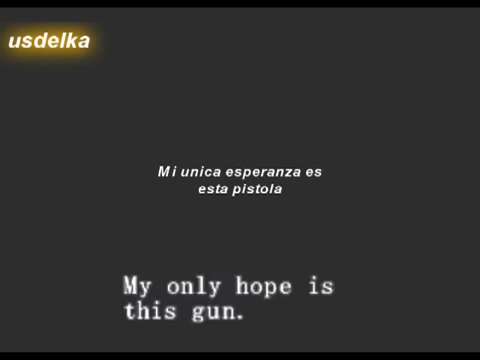 usdelka
Mi unica esperanza es
esta pistola
My only hope is
this gun.